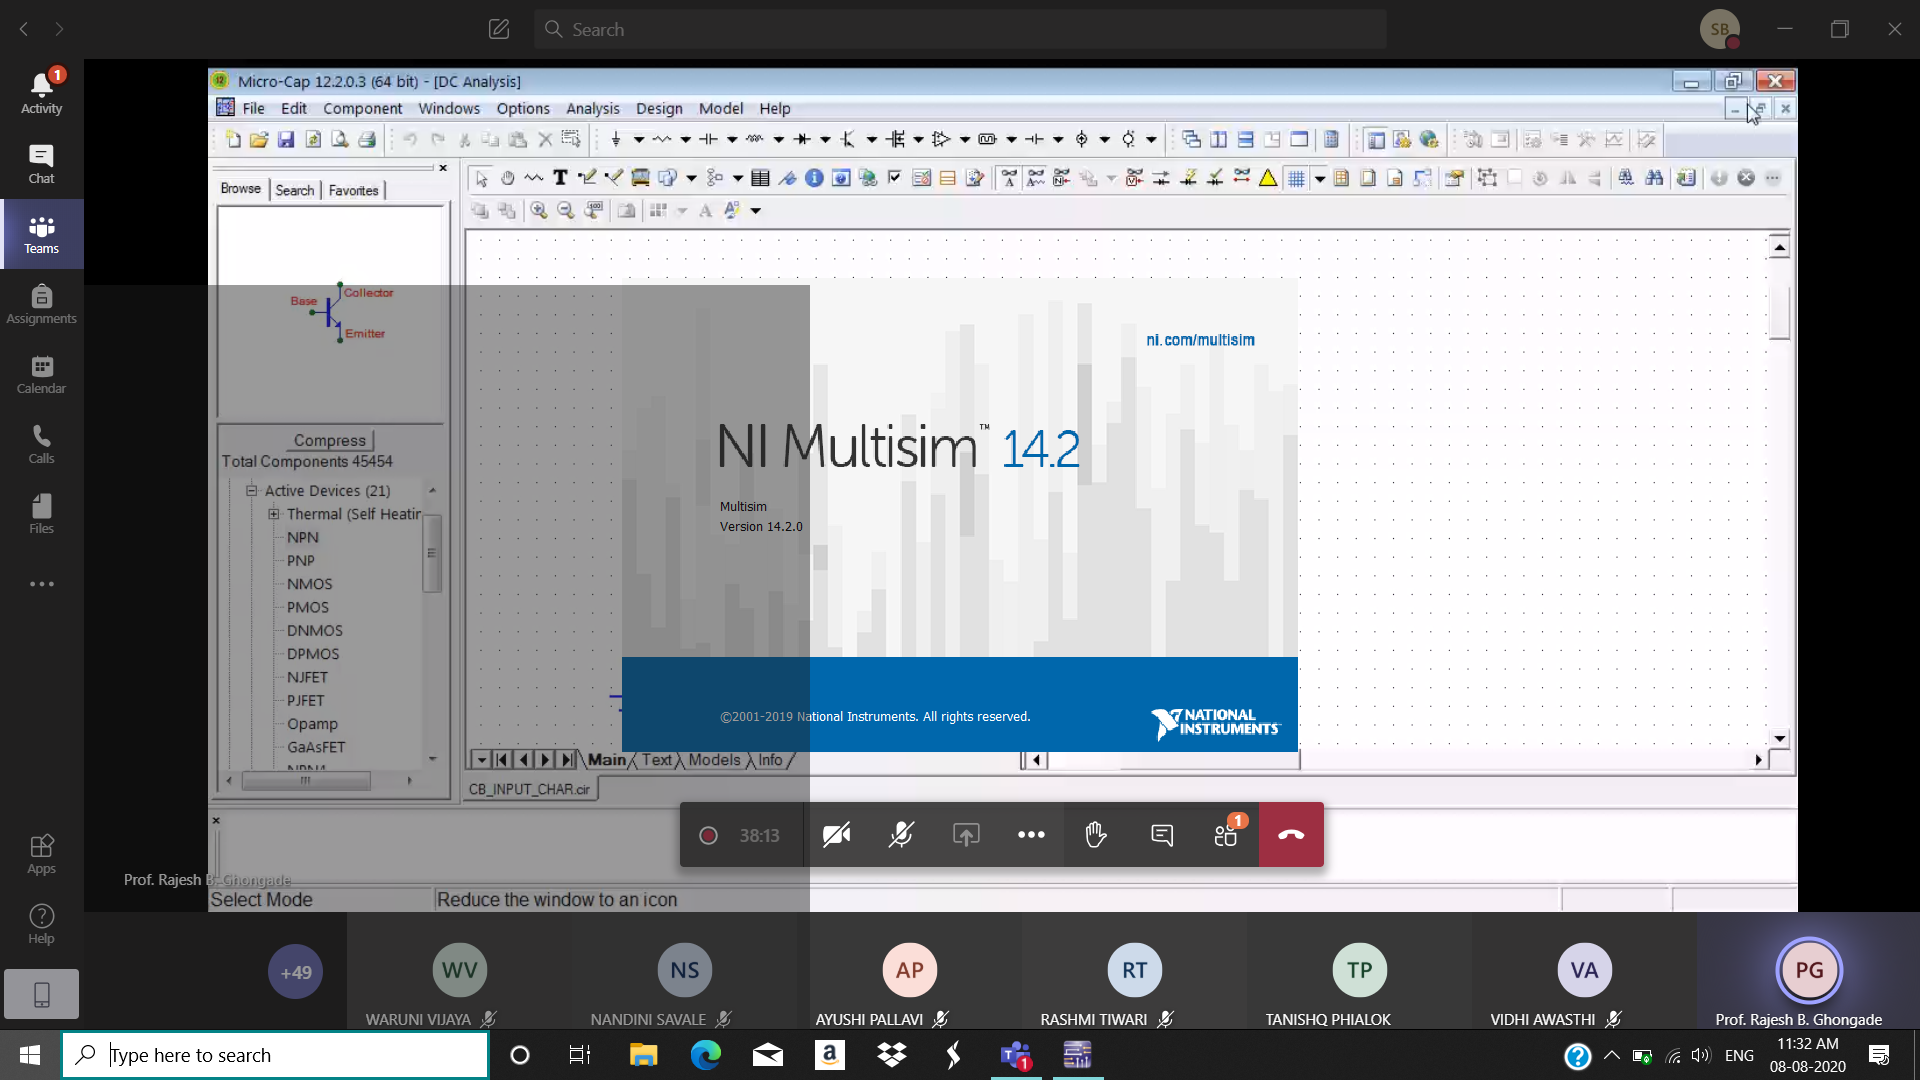 Search
SB
Activity
1
Chat
Teams
Assignments
Calendar
Calls
Files
Apps
Help
Micro-Cap 12.2.0.3 (64 bit) - [DC Analysis]
File Edit Component Windows Options Analysis Design Model Help
Browse Search Favorites
Base
Collector
Emitter
Compress
Total Components 45454
Active Devices (21)
NPN
PNP
NMOS
PMOS
DNMOS
DPMOS
NJFET
PJFET
Opamp
GaAsFET
ni.com/multisim
NI Multisim™ 14.2
Multisim
Version 14.2.0
©2001-2019 National Instruments. All rights reserved.
NATIONAL
INSTRUMENTS
Main Text Models Info
CB_INPUT_CHAR.cir
38:13
1
Prof. Rajesh B. Ghongade
Select Mode
Reduce the window to an icon
+49
WV
WARUNI VIJAYA
NS
NANDINI SAVALE
AP
AYUSHI PALLAVI
RT
RASHMI TIWARI
TP
TANISHQ PHIALOK
VA
VIDHI AWASTHI
PG
Prof. Rajesh B. Ghongade
Type here to search
1
ENG
11:32 AM
08-08-2020